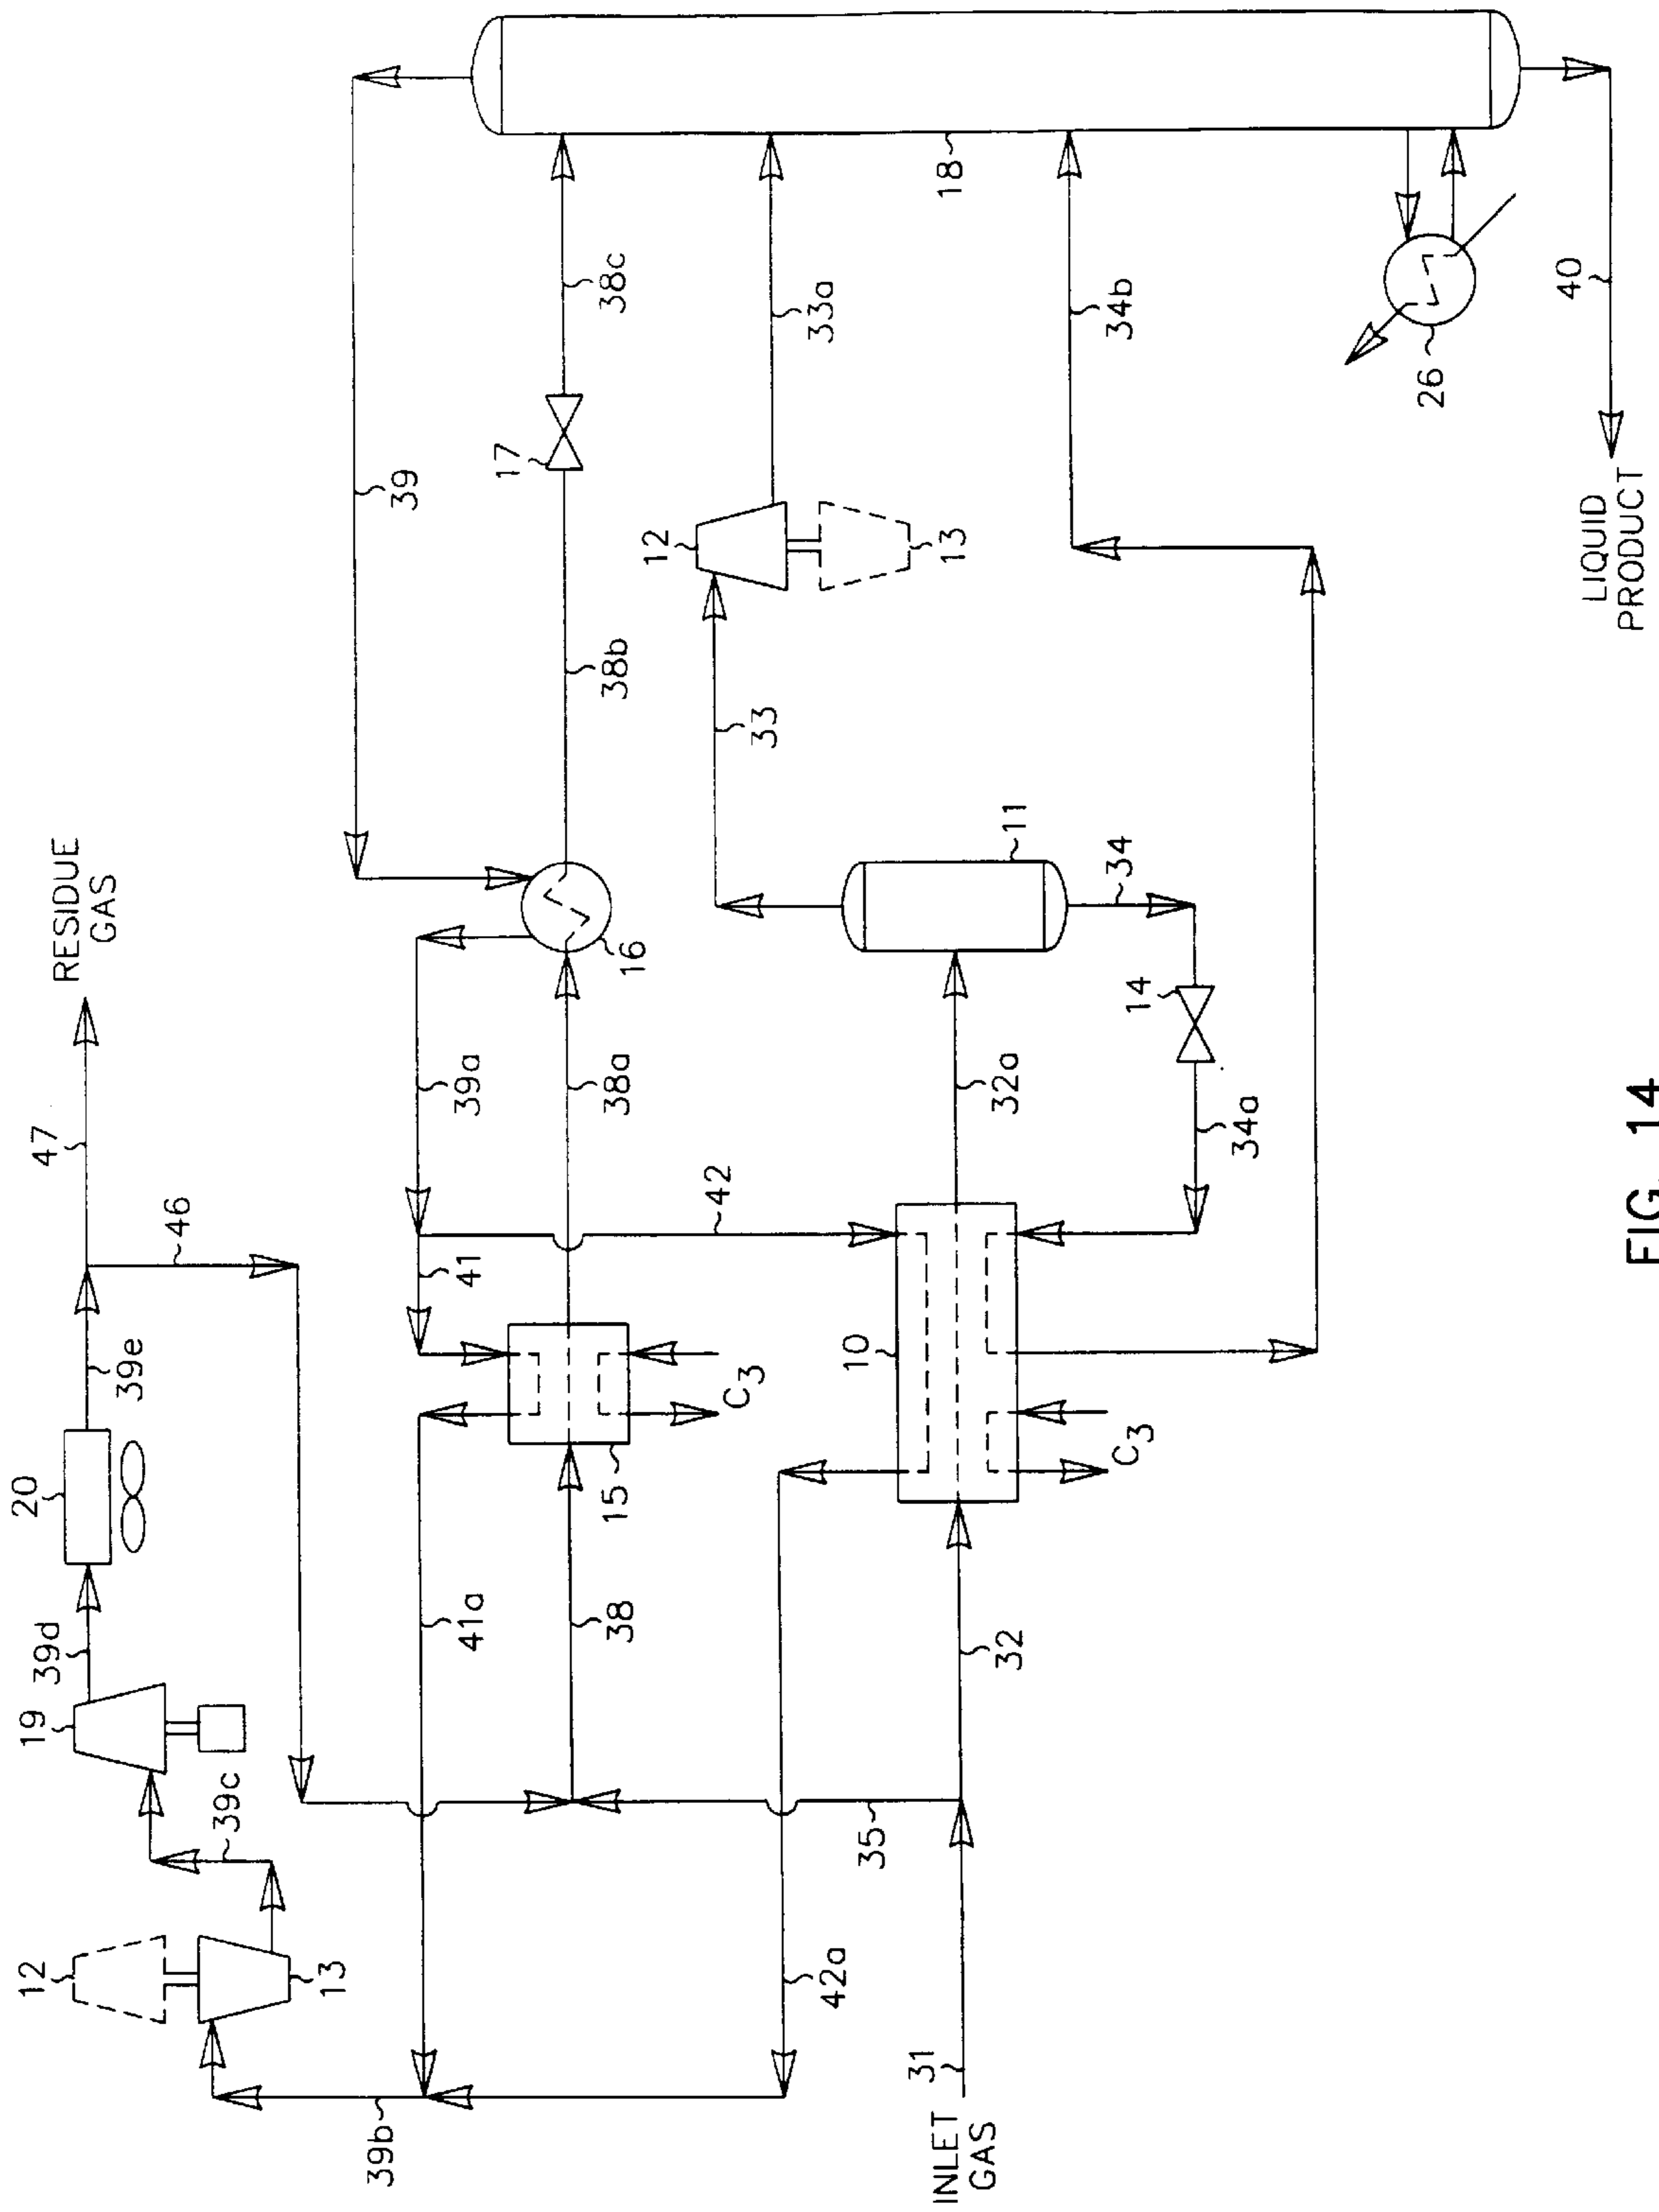 12
19
39d
20
47
RESIDUE
GAS
39e
46
39c
13
39b
39
41a
41
39a
17
15
38
38a
16
38b
38c
12
42
C3
33
42a
33a
10
35
31
INLET
GAS
18
13
32
32a
11
34
34b
C3
14
34a
26
40
LIQUID
PRODUCT
FIG. 14